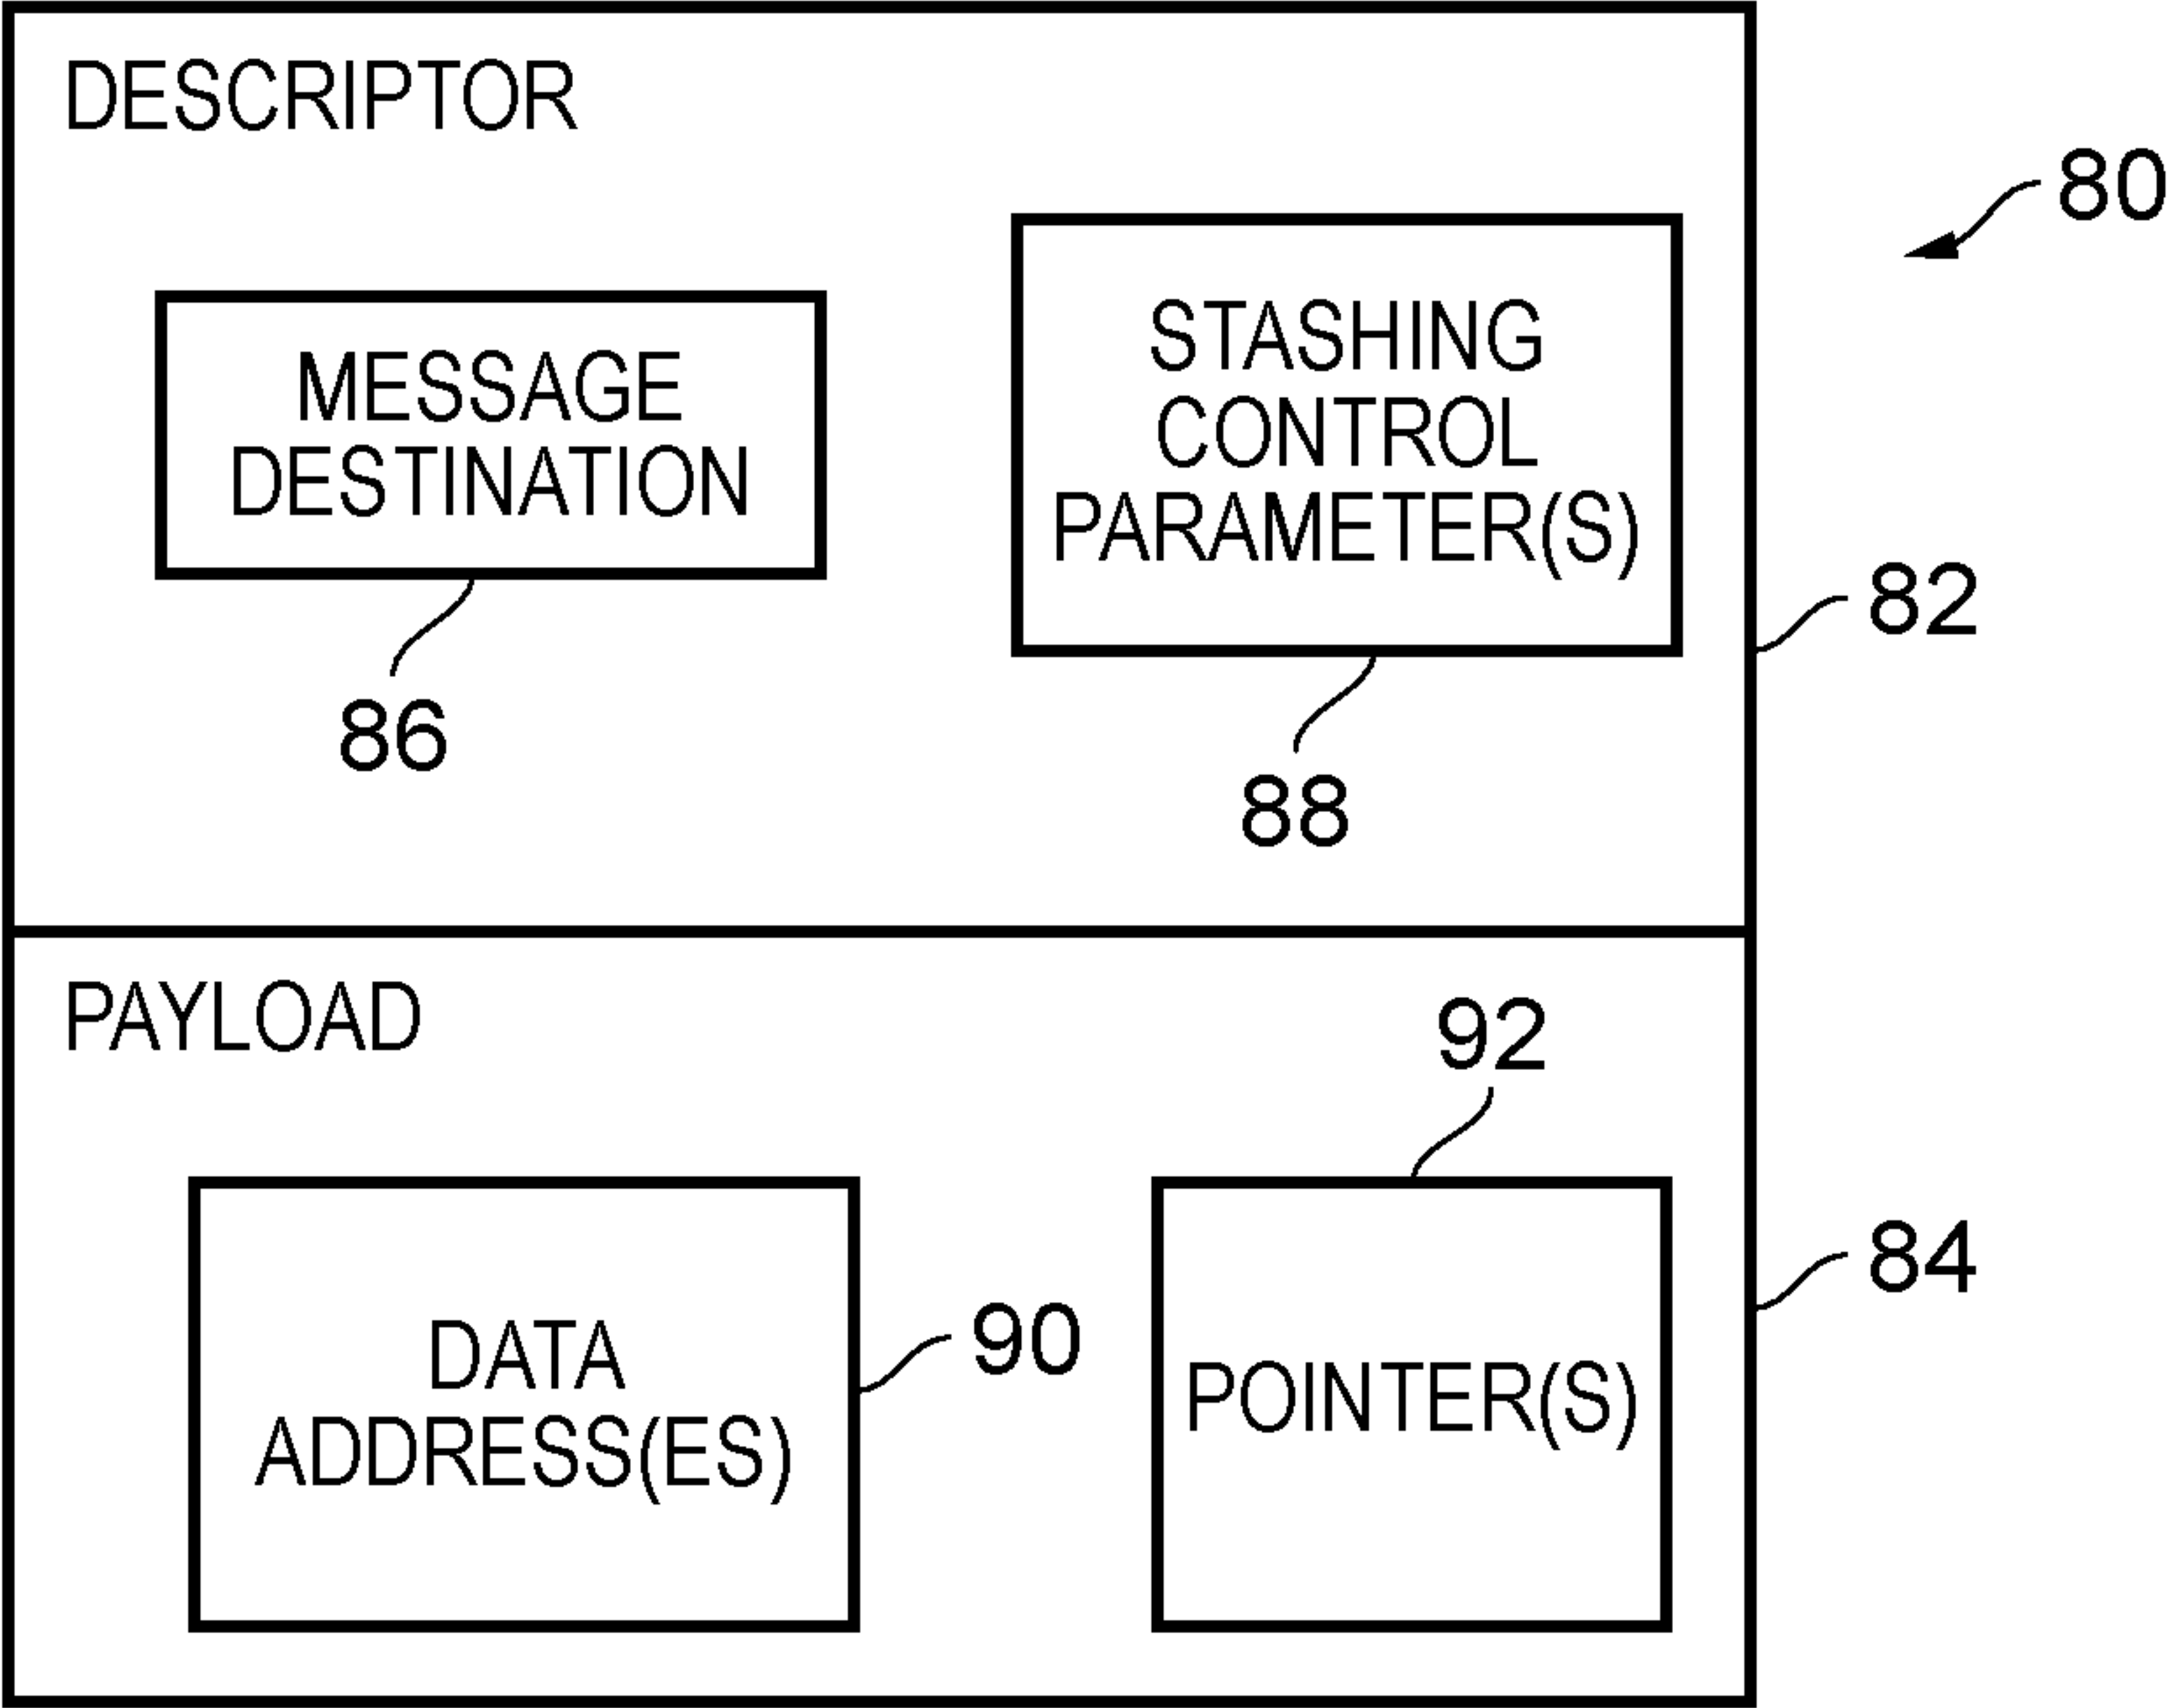 DESCRIPTOR
80
MESSAGE
DESTINATION
STASHING
CONTROL
PARAMETER(S)
82
86
88
PAYLOAD
92
84
DATA
ADDRESS(ES)
90
POINTER(S)